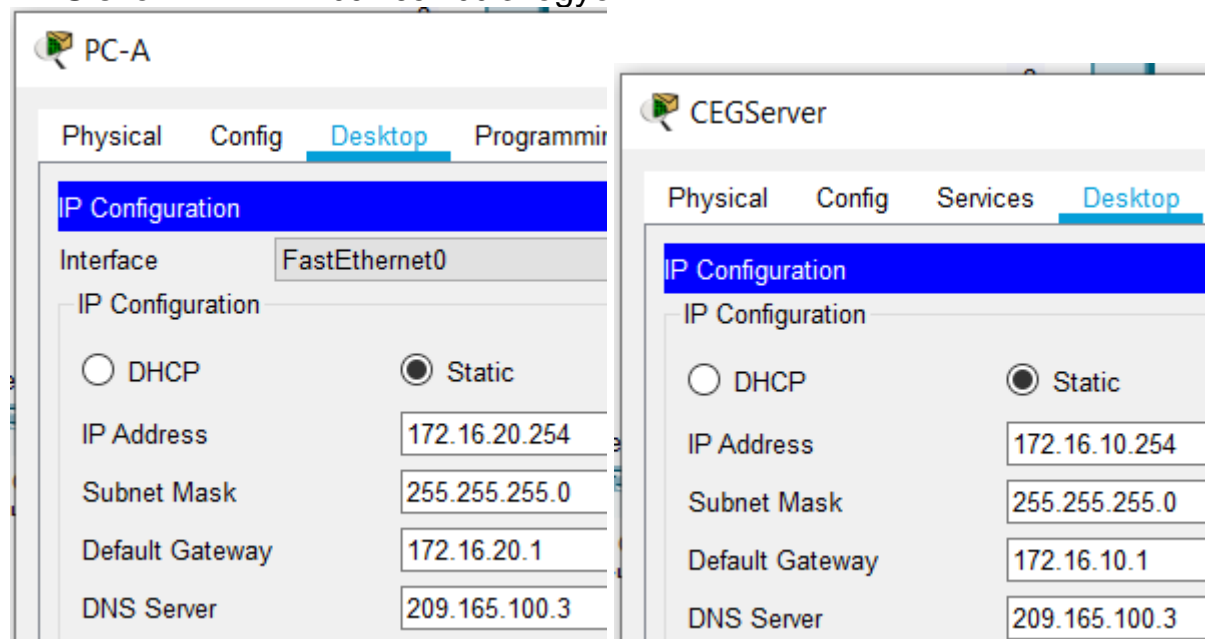 PC-A
Physical Config Desktop Programmin
IP Configuration
Interface FastEthernet0
IP Configuration
DHCP Static
IP Address 172.16.20.254
Subnet Mask 255.255.255.0
Default Gateway 172.16.20.1
DNS Server 209.165.100.3
CEGServer
Physical Config Services Desktop
IP Configuration
IP Configuration
DHCP Static
IP Address 172.16.10.254
Subnet Mask 255.255.255.0
Default Gateway 172.16.10.1
DNS Server 209.165.100.3